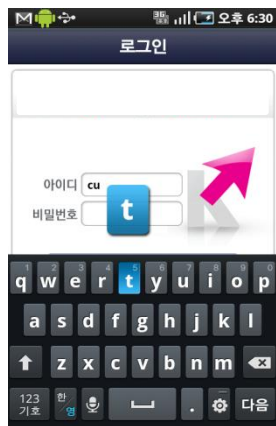 3G 오후 6:30
로그인
아이디 cu
비밀번호
t
K
1 2 3 4 5 6 7 8 9 0
q w e r t y u i o p
a s d f g h j k l
z x c v b n m
123 기호 한/영 . 다음